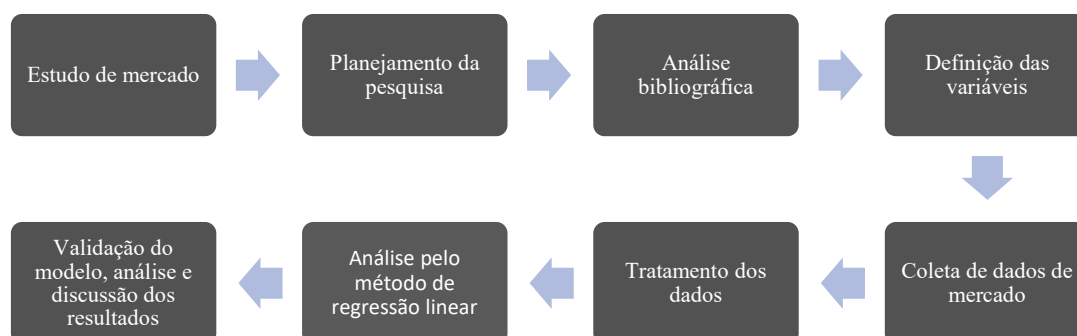 Estudo de mercado
Planejamento da
pesquisa
Análise
bibliográfica
Definição das
variáveis
Coleta de dados de
mercado
Tratamento dos
dados
Análise pelo
método de
regressão linear
Validação do
modelo, análise e
discussão dos
resultados